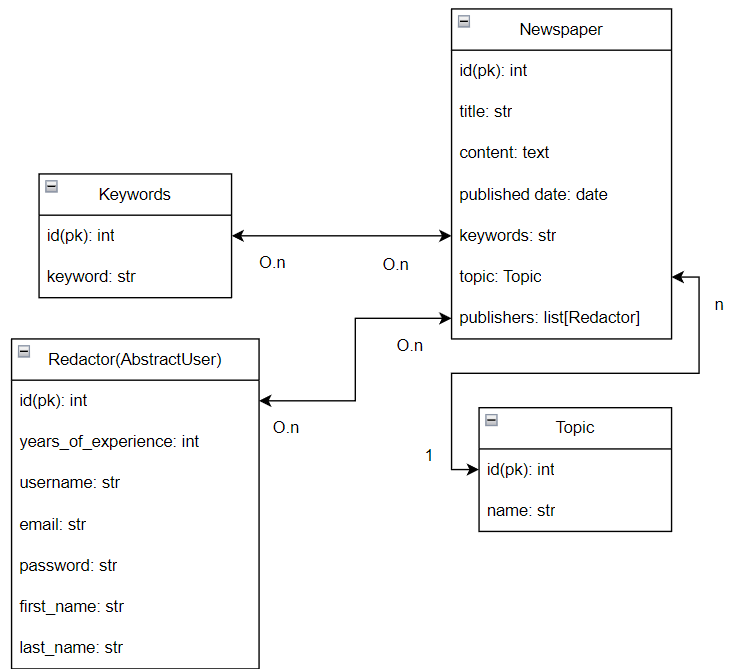 Newspaper
id(pk): int
title: str
content: text
published date: date
keywords: str
topic: Topic
publishers: list[Redactor]
Keywords
id(pk): int
keyword: str
O.n
O.n
Redactor(AbstractUser)
id(pk): int
years_of_experience: int
username: str
email: str
password: str
first_name: str
last_name: str
O.n
O.n
n
1
Topic
id(pk): int
name: str